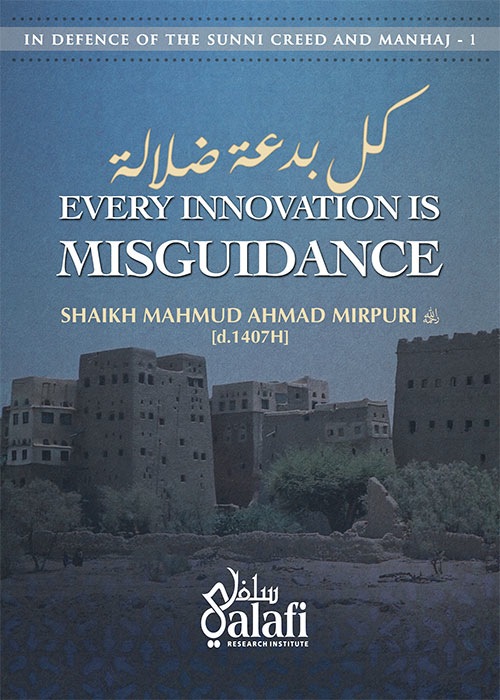 IN DEFENCE OF THE SUNNI CREED AND MANHAJ - 1
كل بدعة ضلالة
EVERY INNOVATION IS
MISGUIDANCE
SHAIKH MAHMUD AHMAD MIRPURI
[d.1407H]
سلفي
Salafi
RESEARCH INSTITUTE